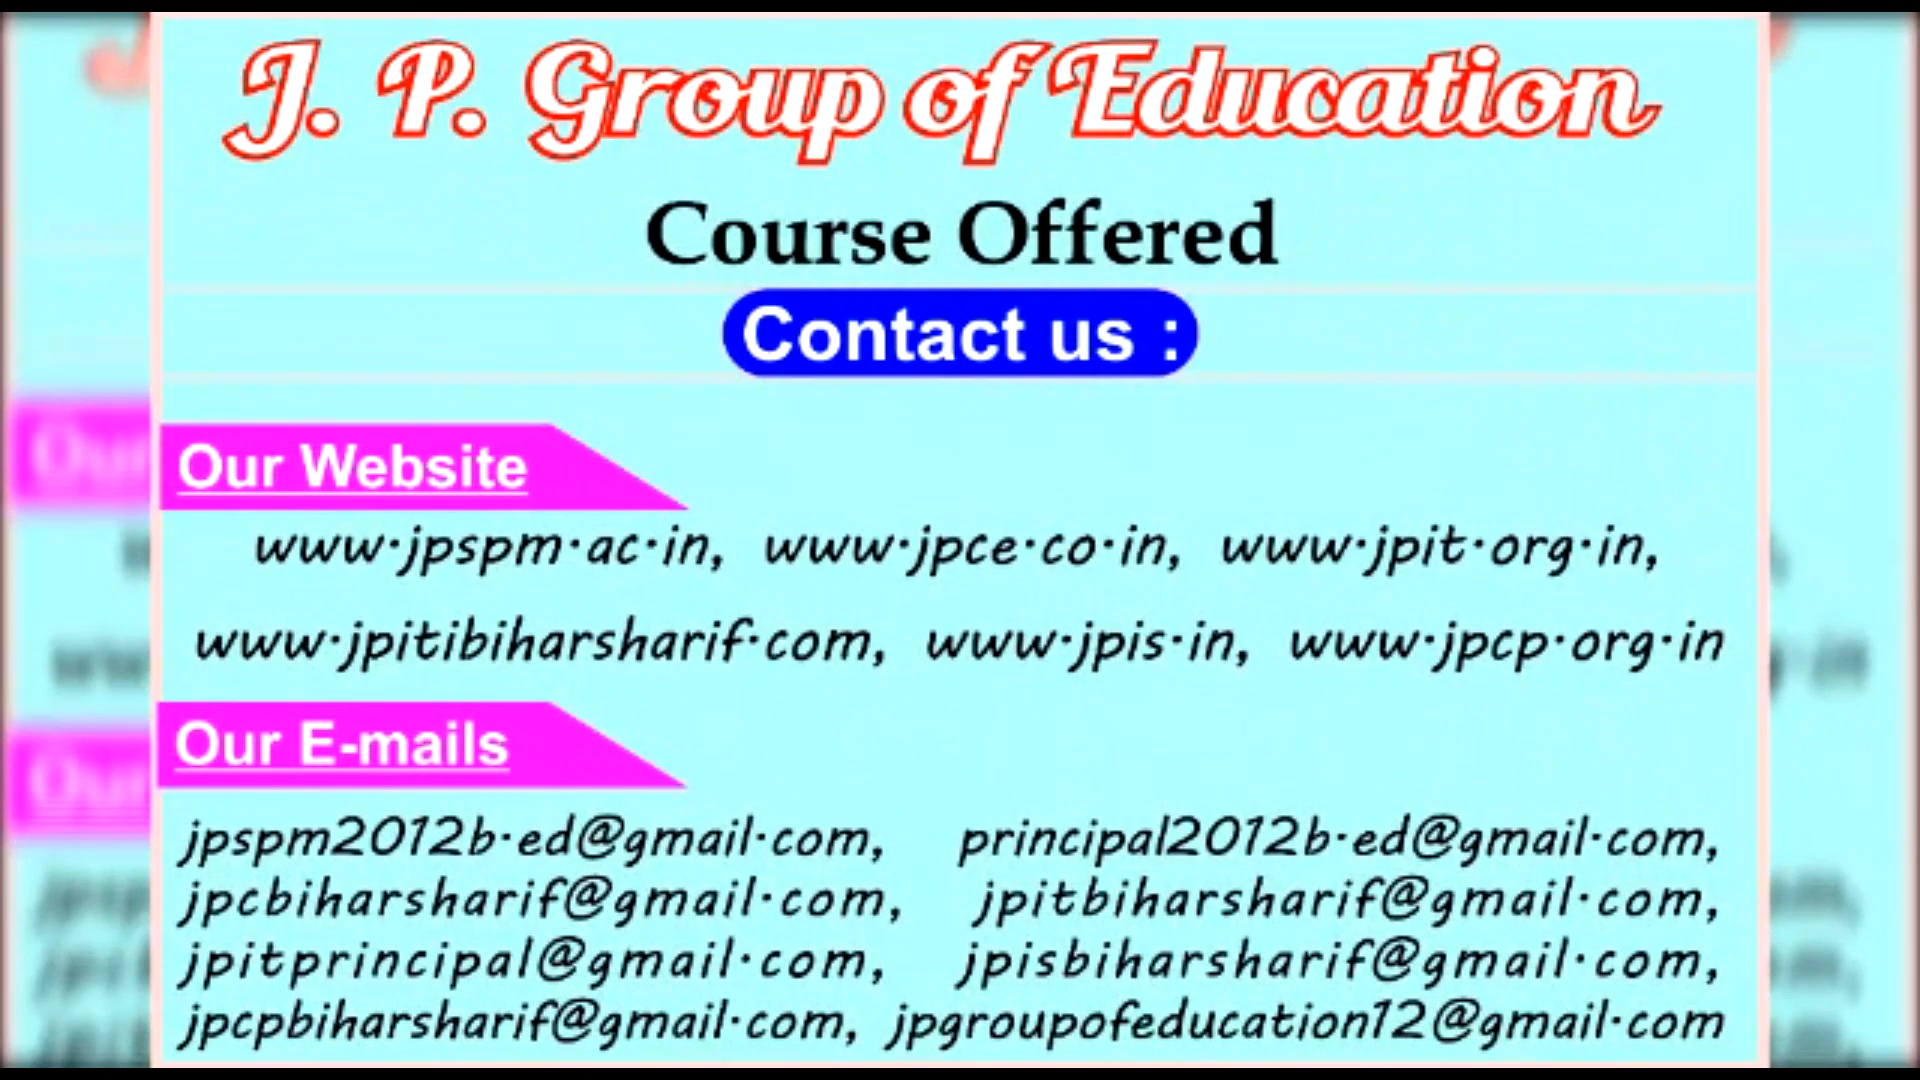 J. P. Group of Education
Course Offered
Contact us :
Our Website
www.jpspm.ac.in, www.jpce.co.in, www.jpit.org.in,
www.jpitibiharsharif.com, www.jpis.in, www.jpcp.org.in
Our E-mails
jpspm2012b.ed@gmail.com, principal2012b.ed@gmail.com,
jpcbiharsharif@gmail.com, jpitbiharsharif@gmail.com,
jpitprincipal@gmail.com, jpisbiharsharif@gmail.com,
jpcpbiharsharif@gmail.com, jpgroupofeducation12@gmail.com